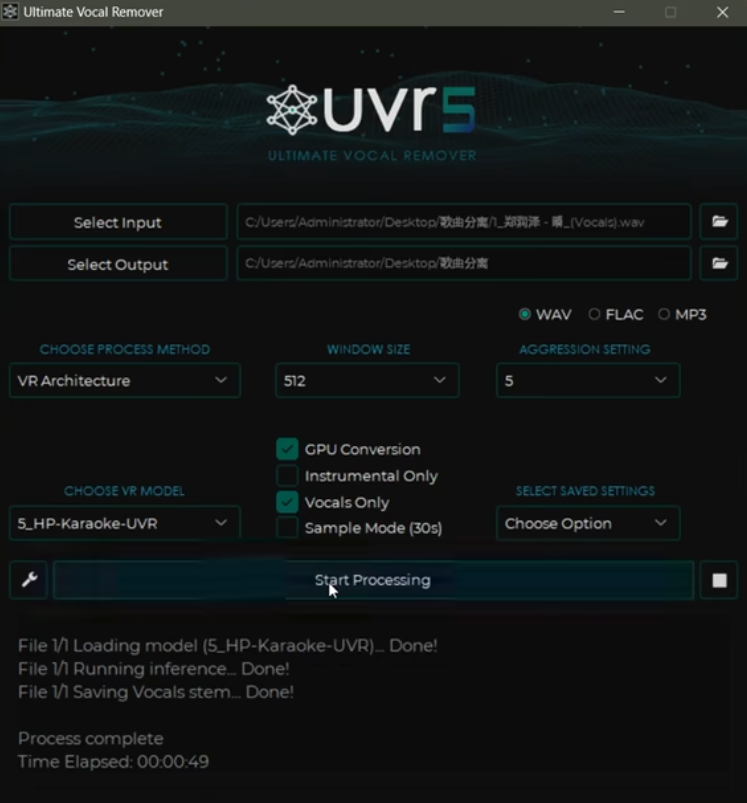 Ultimate Vocal Remover
uvr5
ULTIMATE VOCAL REMOVER
Select Input
C:/Users/Administrator/Desktop/歌曲分离/1_郑润泽 - 瞬_(Vocals).wav
Select Output
C:/Users/Administrator/Desktop/歌曲分离
WAV FLAC MP3
CHOOSE PROCESS METHOD WINDOW SIZE AGGRESSION SETTING
VR Architecture 512 5
GPU Conversion
Instrumental Only
CHOOSE VR MODEL Vocals Only SELECT SAVED SETTINGS
5_HP-Karaoke-UVR Sample Mode (30s) Choose Option
Start Processing
File 1/1 Loading model (5_HP-Karaoke-UVR)... Done!
File 1/1 Running inference... Done!
File 1/1 Saving Vocals stem... Done!
Process complete
Time Elapsed: 00:00:49